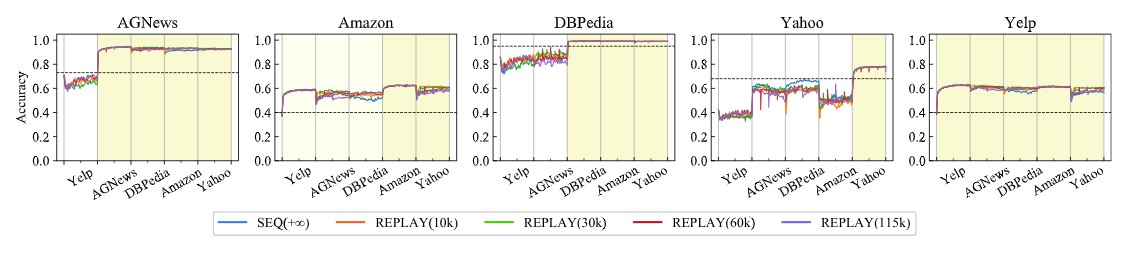 AGNews Amazon DBPedia Yahoo Yelp
Accuracy
1.0 1.0 1.0 1.0 1.0
0.8 0.8 0.8 0.8 0.8
0.6 0.6 0.6 0.6 0.6
0.4 0.4 0.4 0.4 0.4
0.2 0.2 0.2 0.2 0.2
0.0 0.0 0.0 0.0 0.0
Yelp AGNews DBPedia Amazon Yahoo Yelp AGNews DBPedia Amazon Yahoo Yelp AGNews DBPedia Amazon Yahoo Yelp AGNews DBPedia Amazon Yahoo Yelp AGNews DBPedia Amazon Yahoo
SEQ(+∞) REPLAY(10k) REPLAY(30k) REPLAY(60k) REPLAY(115k)